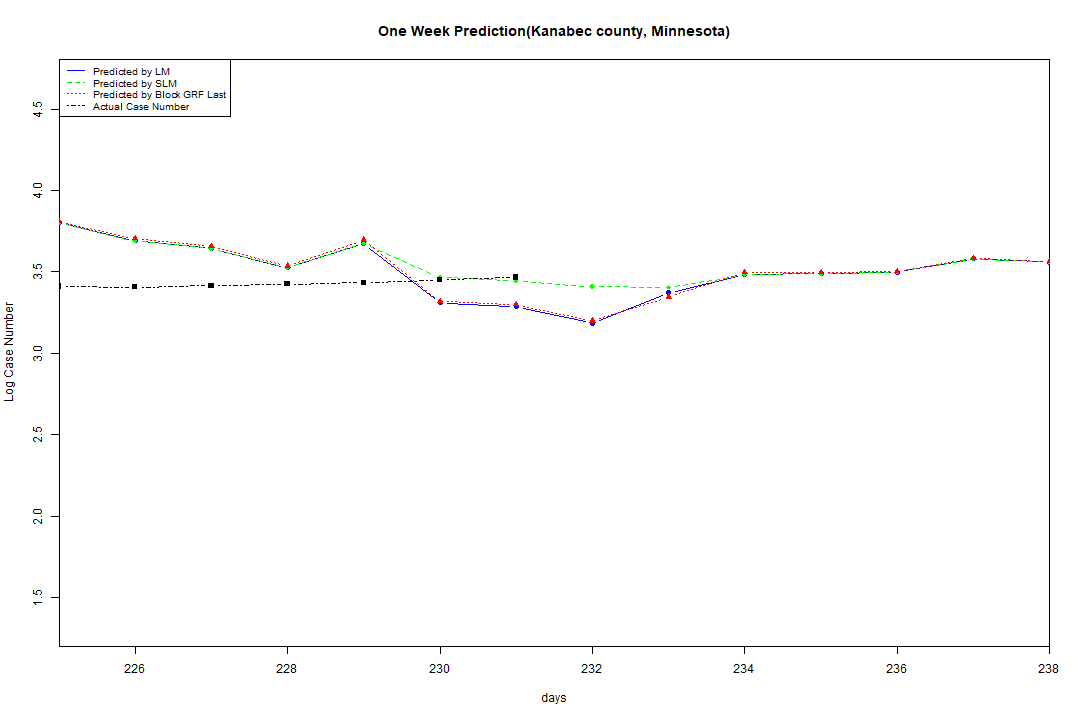 One Week Prediction(Kanabec county, Minnesota)
Predicted by LM
Predicted by SLM
Predicted by Block GRF Last
Actual Case Number
4.5
4.0
3.5
3.0
2.5
2.0
1.5
Log Case Number
226 228 230 232 234 236 238
days